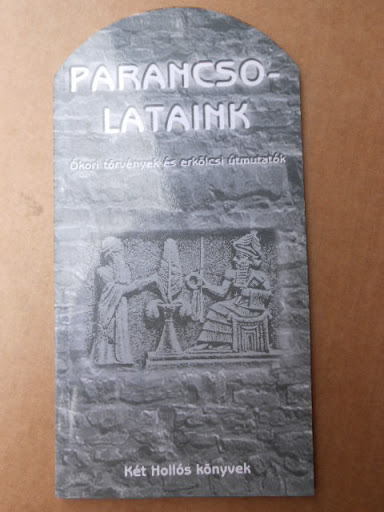 PARANCSO-
LATAINK
Ókori törvények és erkölcsi útmutatók
Két Hollós könyvek